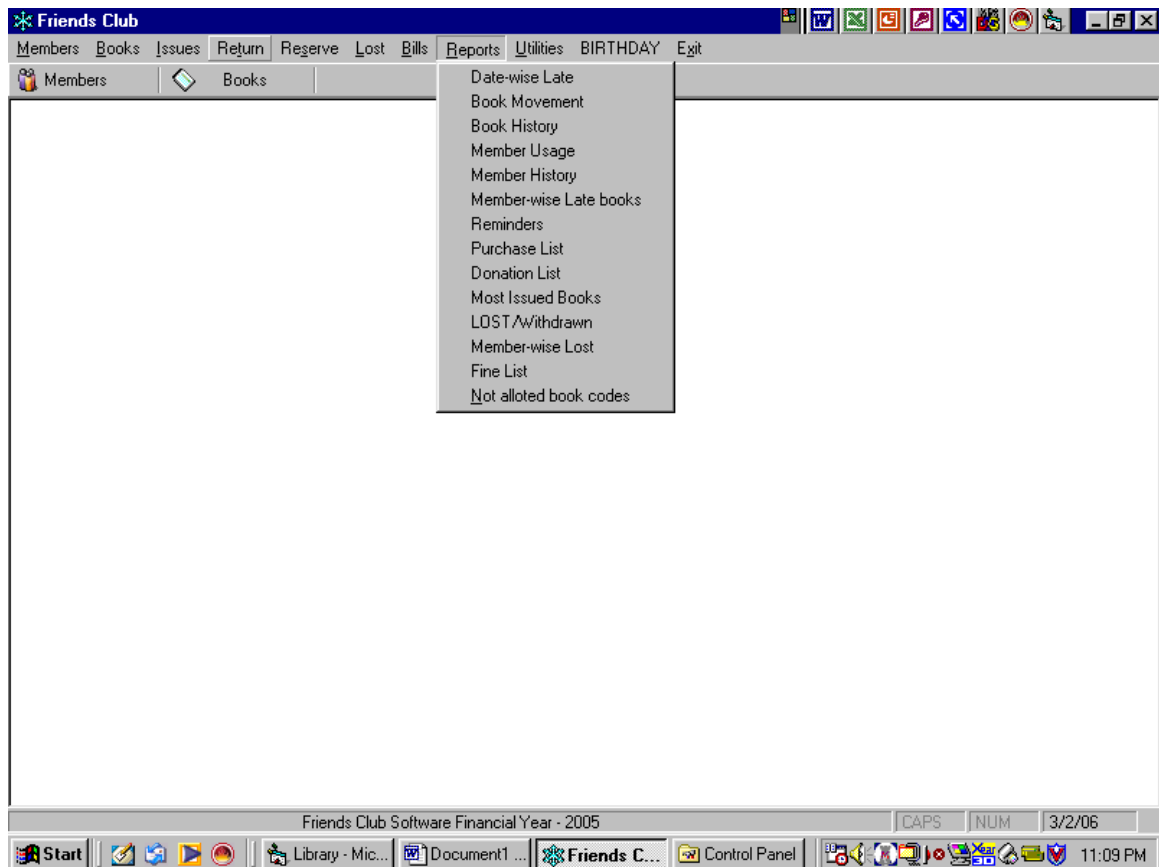 Friends Club
Members Books Issues Return Reserve Lost Bills Reports Utilities BIRTHDAY Exit
Members Books
Date-wise Late
Book Movement
Book History
Member Usage
Member History
Member-wise Late books
Reminders
Purchase List
Donation List
Most Issued Books
LOST/Withdrawn
Member-wise Lost
Fine List
Not alloted book codes
Friends Club Software Financial Year - 2005 CAPS NUM 3/2/06
Start Library - Mic... Document1 ... Friends C... Control Panel 11:09 PM